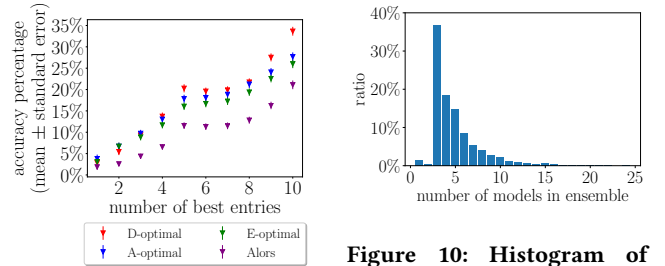 accuracy percentage
(mean ± standard error)
35%
30%
25%
20%
15%
10%
5%
0%
2 4 6 8 10
number of best entries
D-optimal E-optimal
A-optimal Alors
ratio
40%
30%
20%
10%
0%
0 5 10 15 20 25
number of models in ensemble
Figure 10: Histogram of